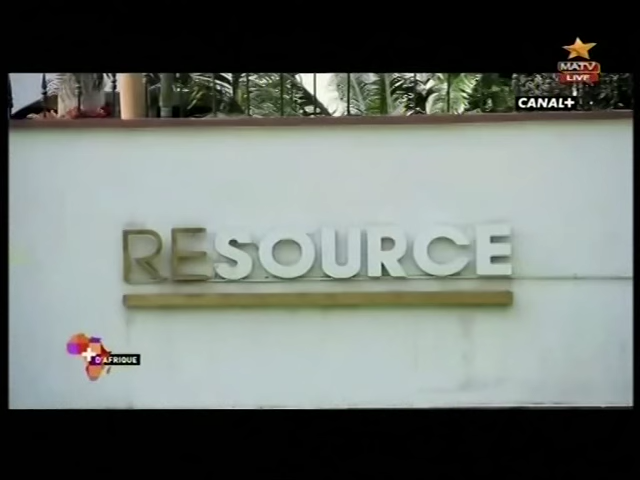 MATV
LIVE
CANAL+
RESOURCE
+ D'AFRIQUE